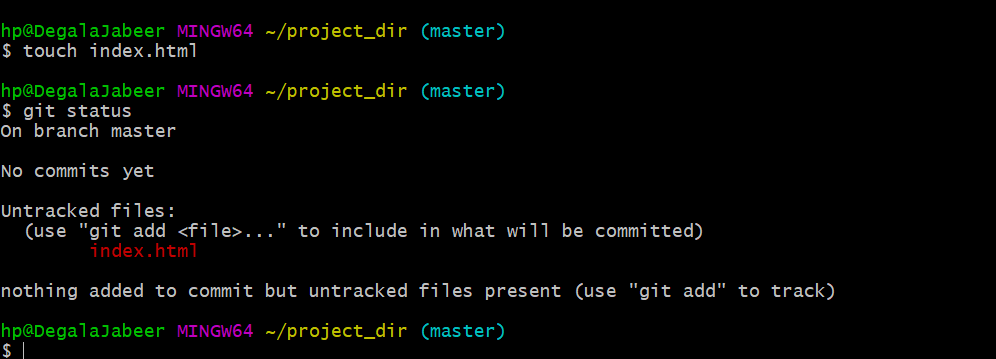 hp@DegalaJabeer MINGW64 ~/project_dir (master)
$ touch index.html
hp@DegalaJabeer MINGW64 ~/project_dir (master)
$ git status
On branch master
No commits yet
Untracked files:
  (use "git add <file>..." to include in what will be committed)
        index.html
nothing added to commit but untracked files present (use "git add" to track)
hp@DegalaJabeer MINGW64 ~/project_dir (master)
$